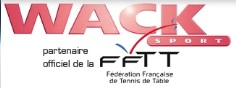 WACK
SPORT
partenaire
officiel de la FFTT
Fédération Française
de Tennis de Table